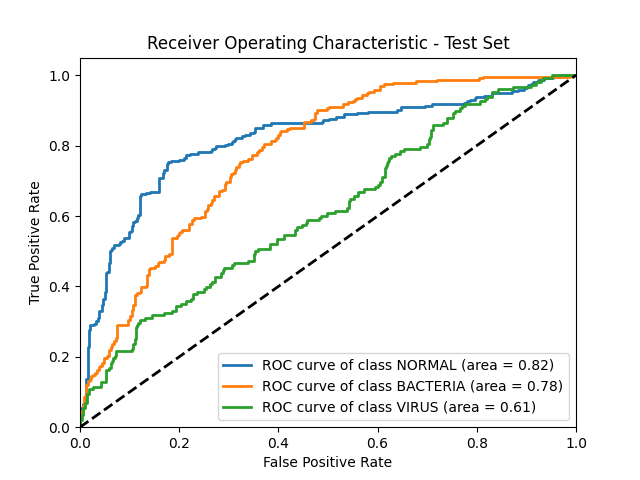 Receiver Operating Characteristic - Test Set
1.0
0.8
0.6
0.4
0.2
0.0
True Positive Rate
ROC curve of class NORMAL (area = 0.82)
ROC curve of class BACTERIA (area = 0.78)
ROC curve of class VIRUS (area = 0.61)
0.0 0.2 0.4 0.6 0.8 1.0
False Positive Rate